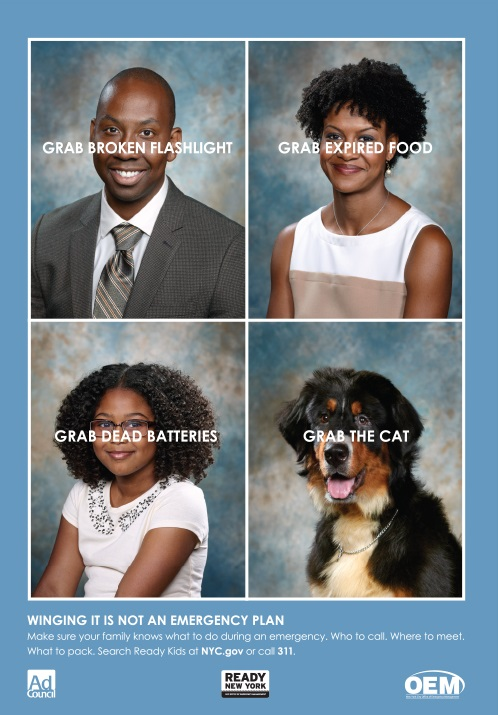 GRAB BROKEN FLASHLIGHT
GRAB EXPIRED FOOD
GRAB DEAD BATTERIES
GRAB THE CAT
WINGING IT IS NOT AN EMERGENCY PLAN
Make sure your family knows what to do during an emergency. Who to call. Where to meet.
What to pack. Search Ready Kids at NYC.gov or call 311.
Ad
Council
READY
NEW YORK
OEM